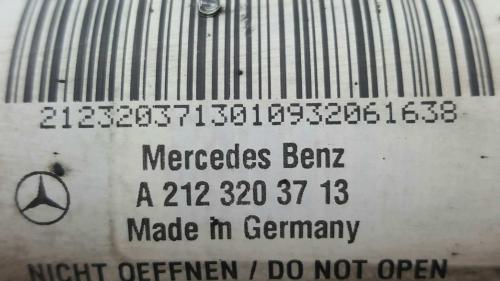 2123203713010932061638
Mercedes Benz
A 212 320 37 13
Made in Germany
NICHT OEFFNEN / DO NOT OPEN